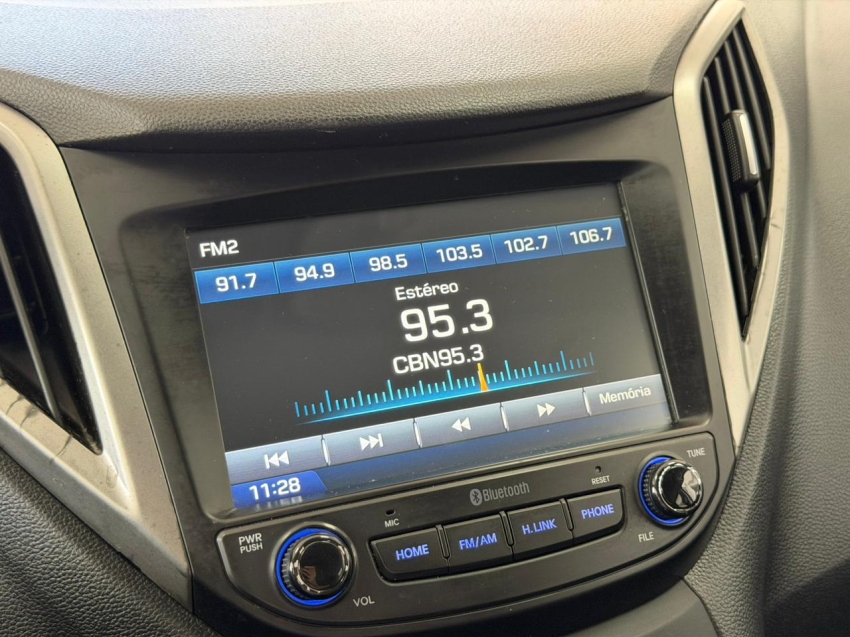 FM2
91.7 94.9 98.5 103.5 102.7 106.7
Estéreo
95.3
CBN95.3
Memória
11:28
Bluetooth
PWR
PUSH
MIC
RESET
TUNE
HOME FM/AM H.LINK PHONE
VOL
FILE